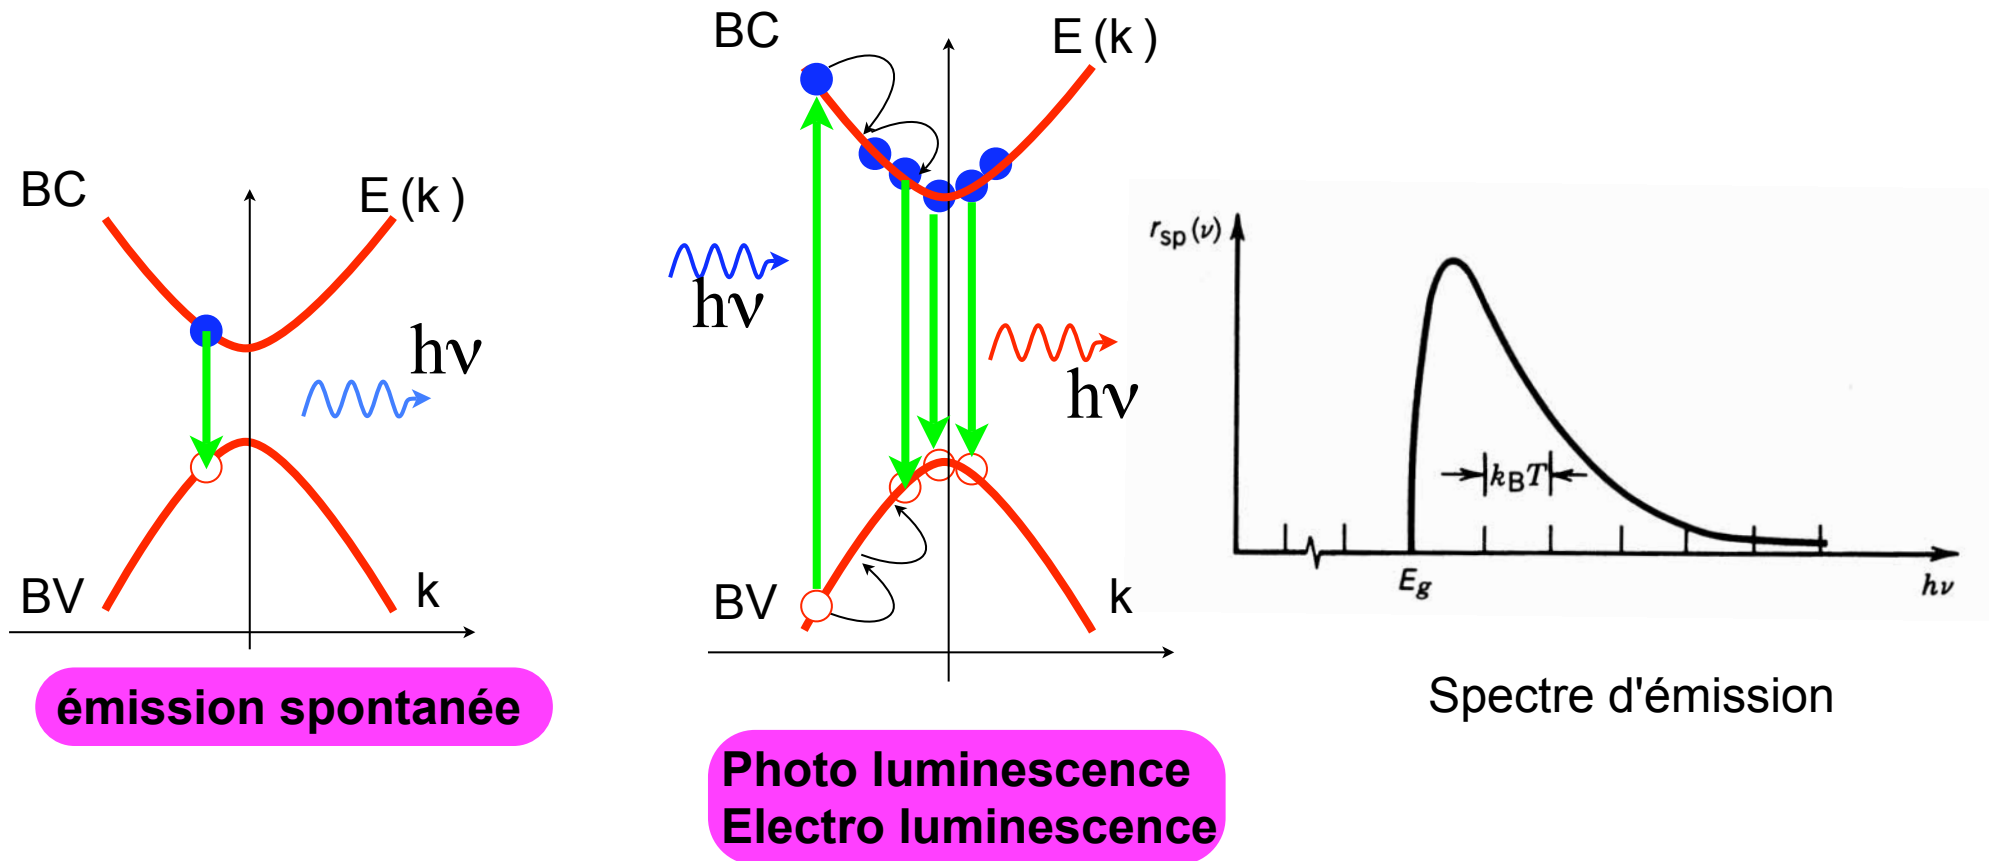 BC
E (k )
hν
BV
k
émission spontanée
BC
E (k )
hν
hν
BV
k
Photo luminescence
Electro luminescence
rsp (ν)
kBT
Eg
hν
Spectre d'émission